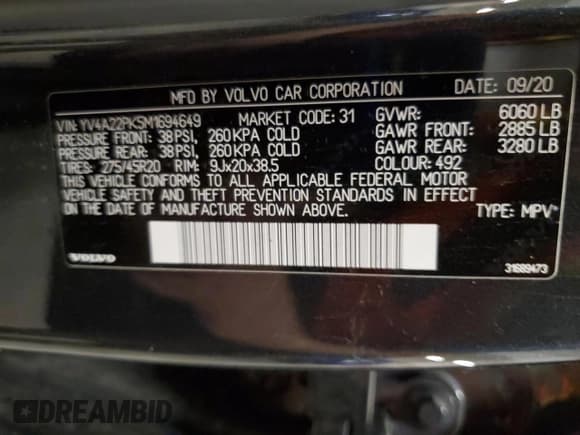 MFD BY VOLVO CAR CORPORATION DATE: 09/20
VIN: YV4A22PK5M1694649 MARKET CODE: 31 GVWR: 6060 LB
PRESSURE FRONT: 38 PSI, 260 KPA COLD GAWR FRONT: 2885 LB
PRESSURE REAR: 38 PSI, 260 KPA COLD GAWR REAR: 3280 LB
TIRES: 275/45R20 RIM: 9Jx20x38.5 COLOUR: 492
THIS VEHICLE CONFORMS TO ALL APPLICABLE FEDERAL MOTOR
VEHICLE SAFETY AND THEFT PREVENTION STANDARDS IN EFFECT
ON THE DATE OF MANUFACTURE SHOWN ABOVE. TYPE: MPV*
VOLVO 31689473
DREAMBID